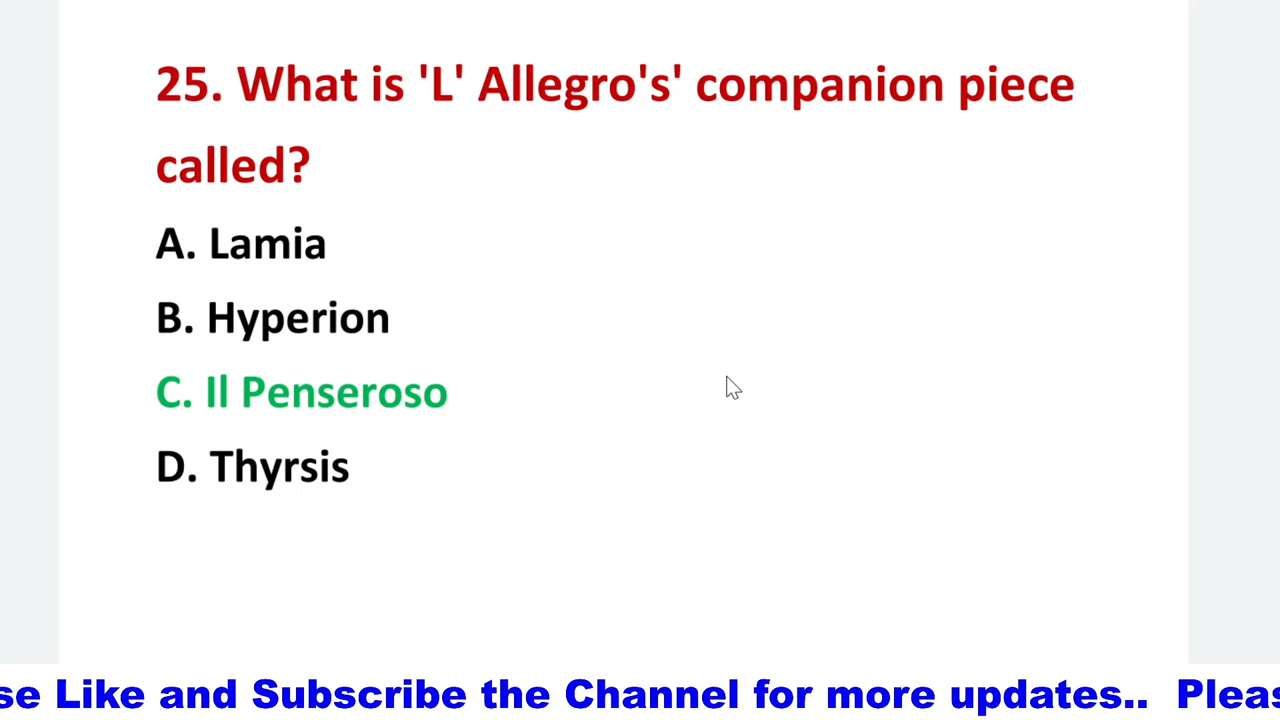 25. What is 'L' Allegro's' companion piece
called?
A. Lamia
B. Hyperion
C. Il Penseroso
D. Thyrsis
se Like and Subscribe the Channel for more updates.. Pleas